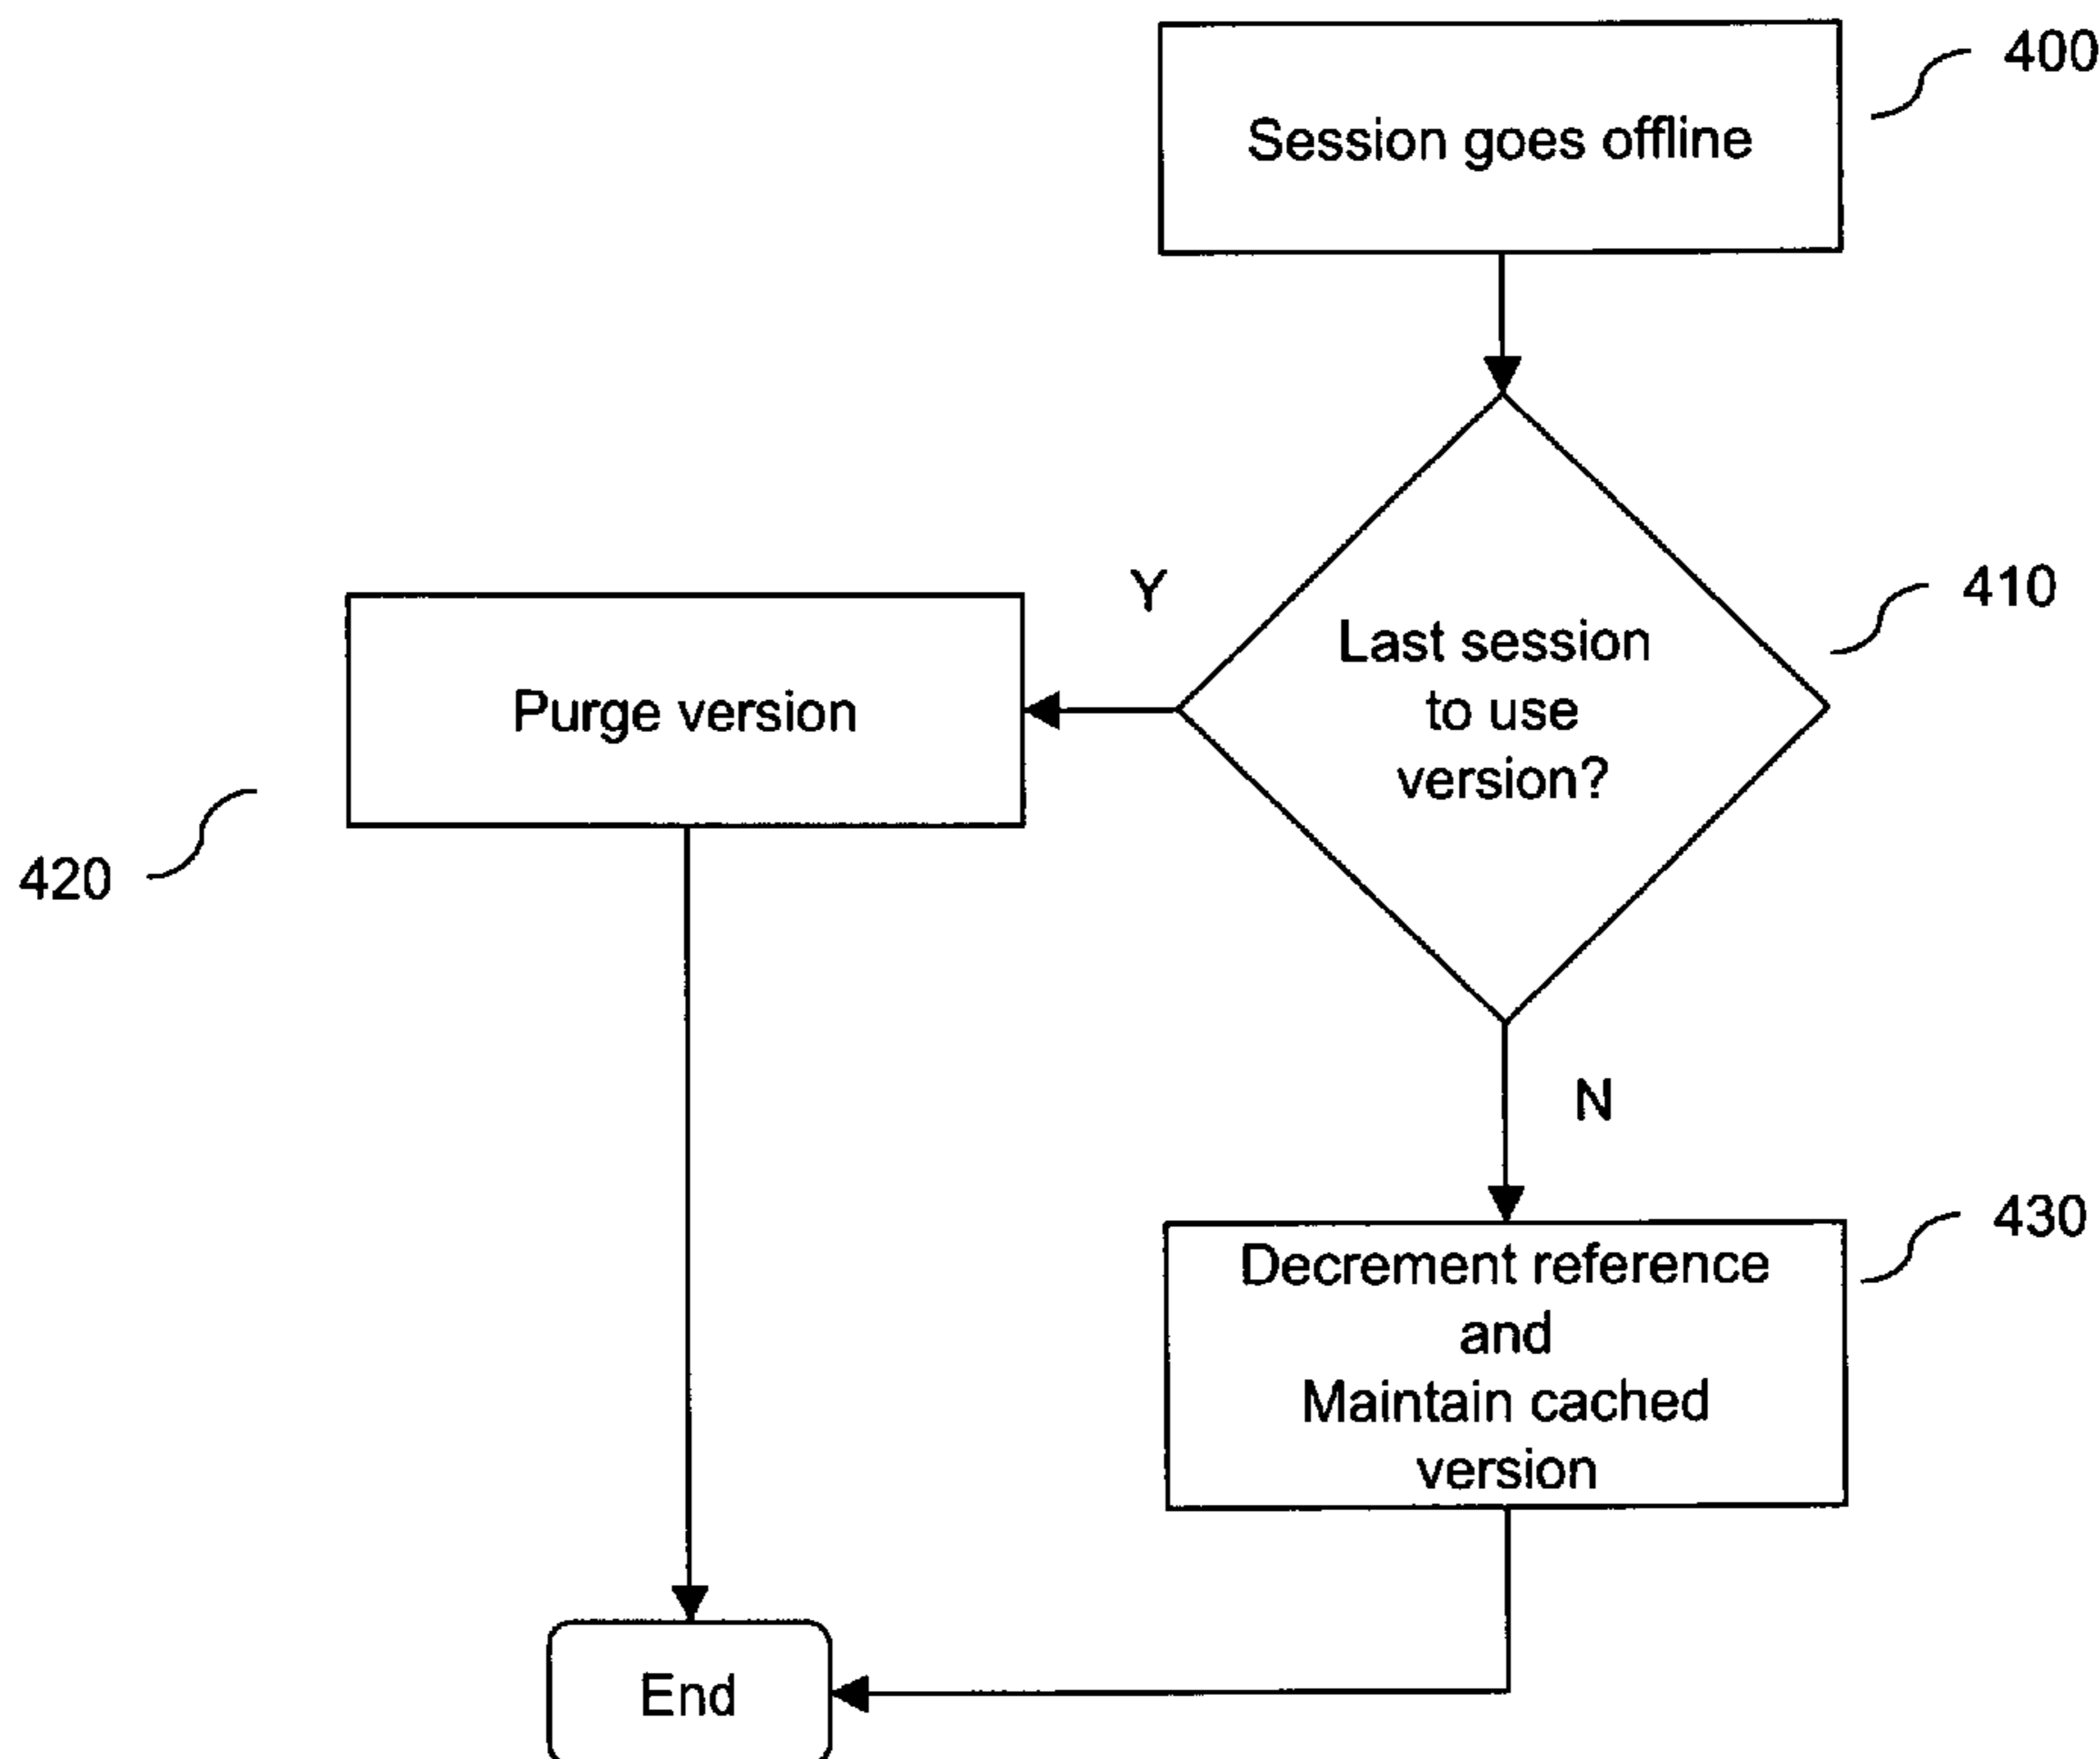 Session goes offline
400
Y
Last session
to use
version?
410
Purge version
420
N
Decrement reference
and
Maintain cached
version
430
End